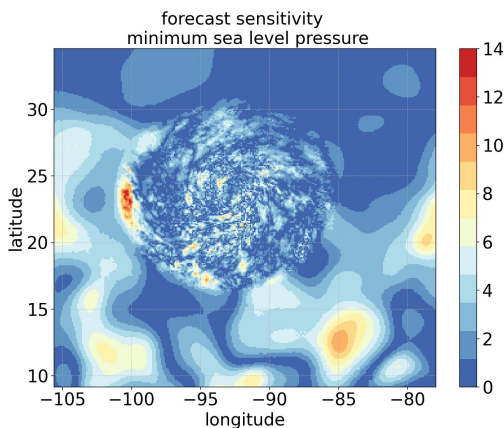 forecast sensitivity
minimum sea level pressure
14
12
10
8
6
4
2
0
30
25
20
15
10
latitude
−105 −100 −95 −90 −85 −80
longitude